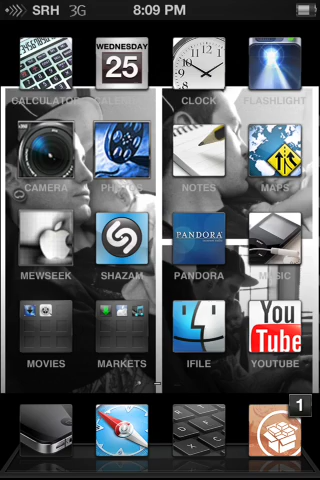 SRH 3G 8:09 PM
WEDNESDAY
25
CALCULATOR CALENDAR CLOCK FLASHLIGHT
CAMERA PHOTOS NOTES MAPS
PANDORA
MEWSEEK SHAZAM PANDORA MUSIC
You
Tube
MOVIES MARKETS IFILE YOUTUBE
1